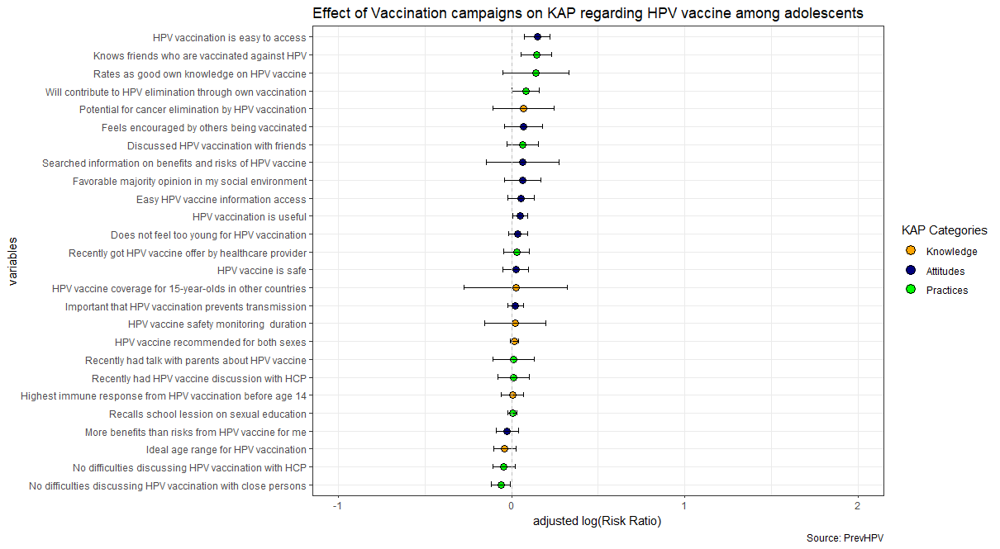 Effect of Vaccination campaigns on KAP regarding HPV vaccine among adolescents
variables
HPV vaccination is easy to access
Knows friends who are vaccinated against HPV
Rates as good own knowledge on HPV vaccine
Will contribute to HPV elimination through own vaccination
Potential for cancer elimination by HPV vaccination
Feels encouraged by others being vaccinated
Discussed HPV vaccination with friends
Searched information on benefits and risks of HPV vaccine
Favorable majority opinion in my social environment
Easy HPV vaccine information access
HPV vaccination is useful
Does not feel too young for HPV vaccination
Recently got HPV vaccine offer by healthcare provider
HPV vaccine is safe
HPV vaccine coverage for 15-year-olds in other countries
Important that HPV vaccination prevents transmission
HPV vaccine safety monitoring  duration
HPV vaccine recommended for both sexes
Recently had talk with parents about HPV vaccine
Recently had HPV vaccine discussion with HCP
Highest immune response from HPV vaccination before age 14
Recalls school lession on sexual education
More benefits than risks from HPV vaccine for me
Ideal age range for HPV vaccination
No difficulties discussing HPV vaccination with HCP
No difficulties discussing HPV vaccination with close persons
-1 0 1 2
adjusted log(Risk Ratio)
KAP Categories
Knowledge
Attitudes
Practices
Source: PrevHPV